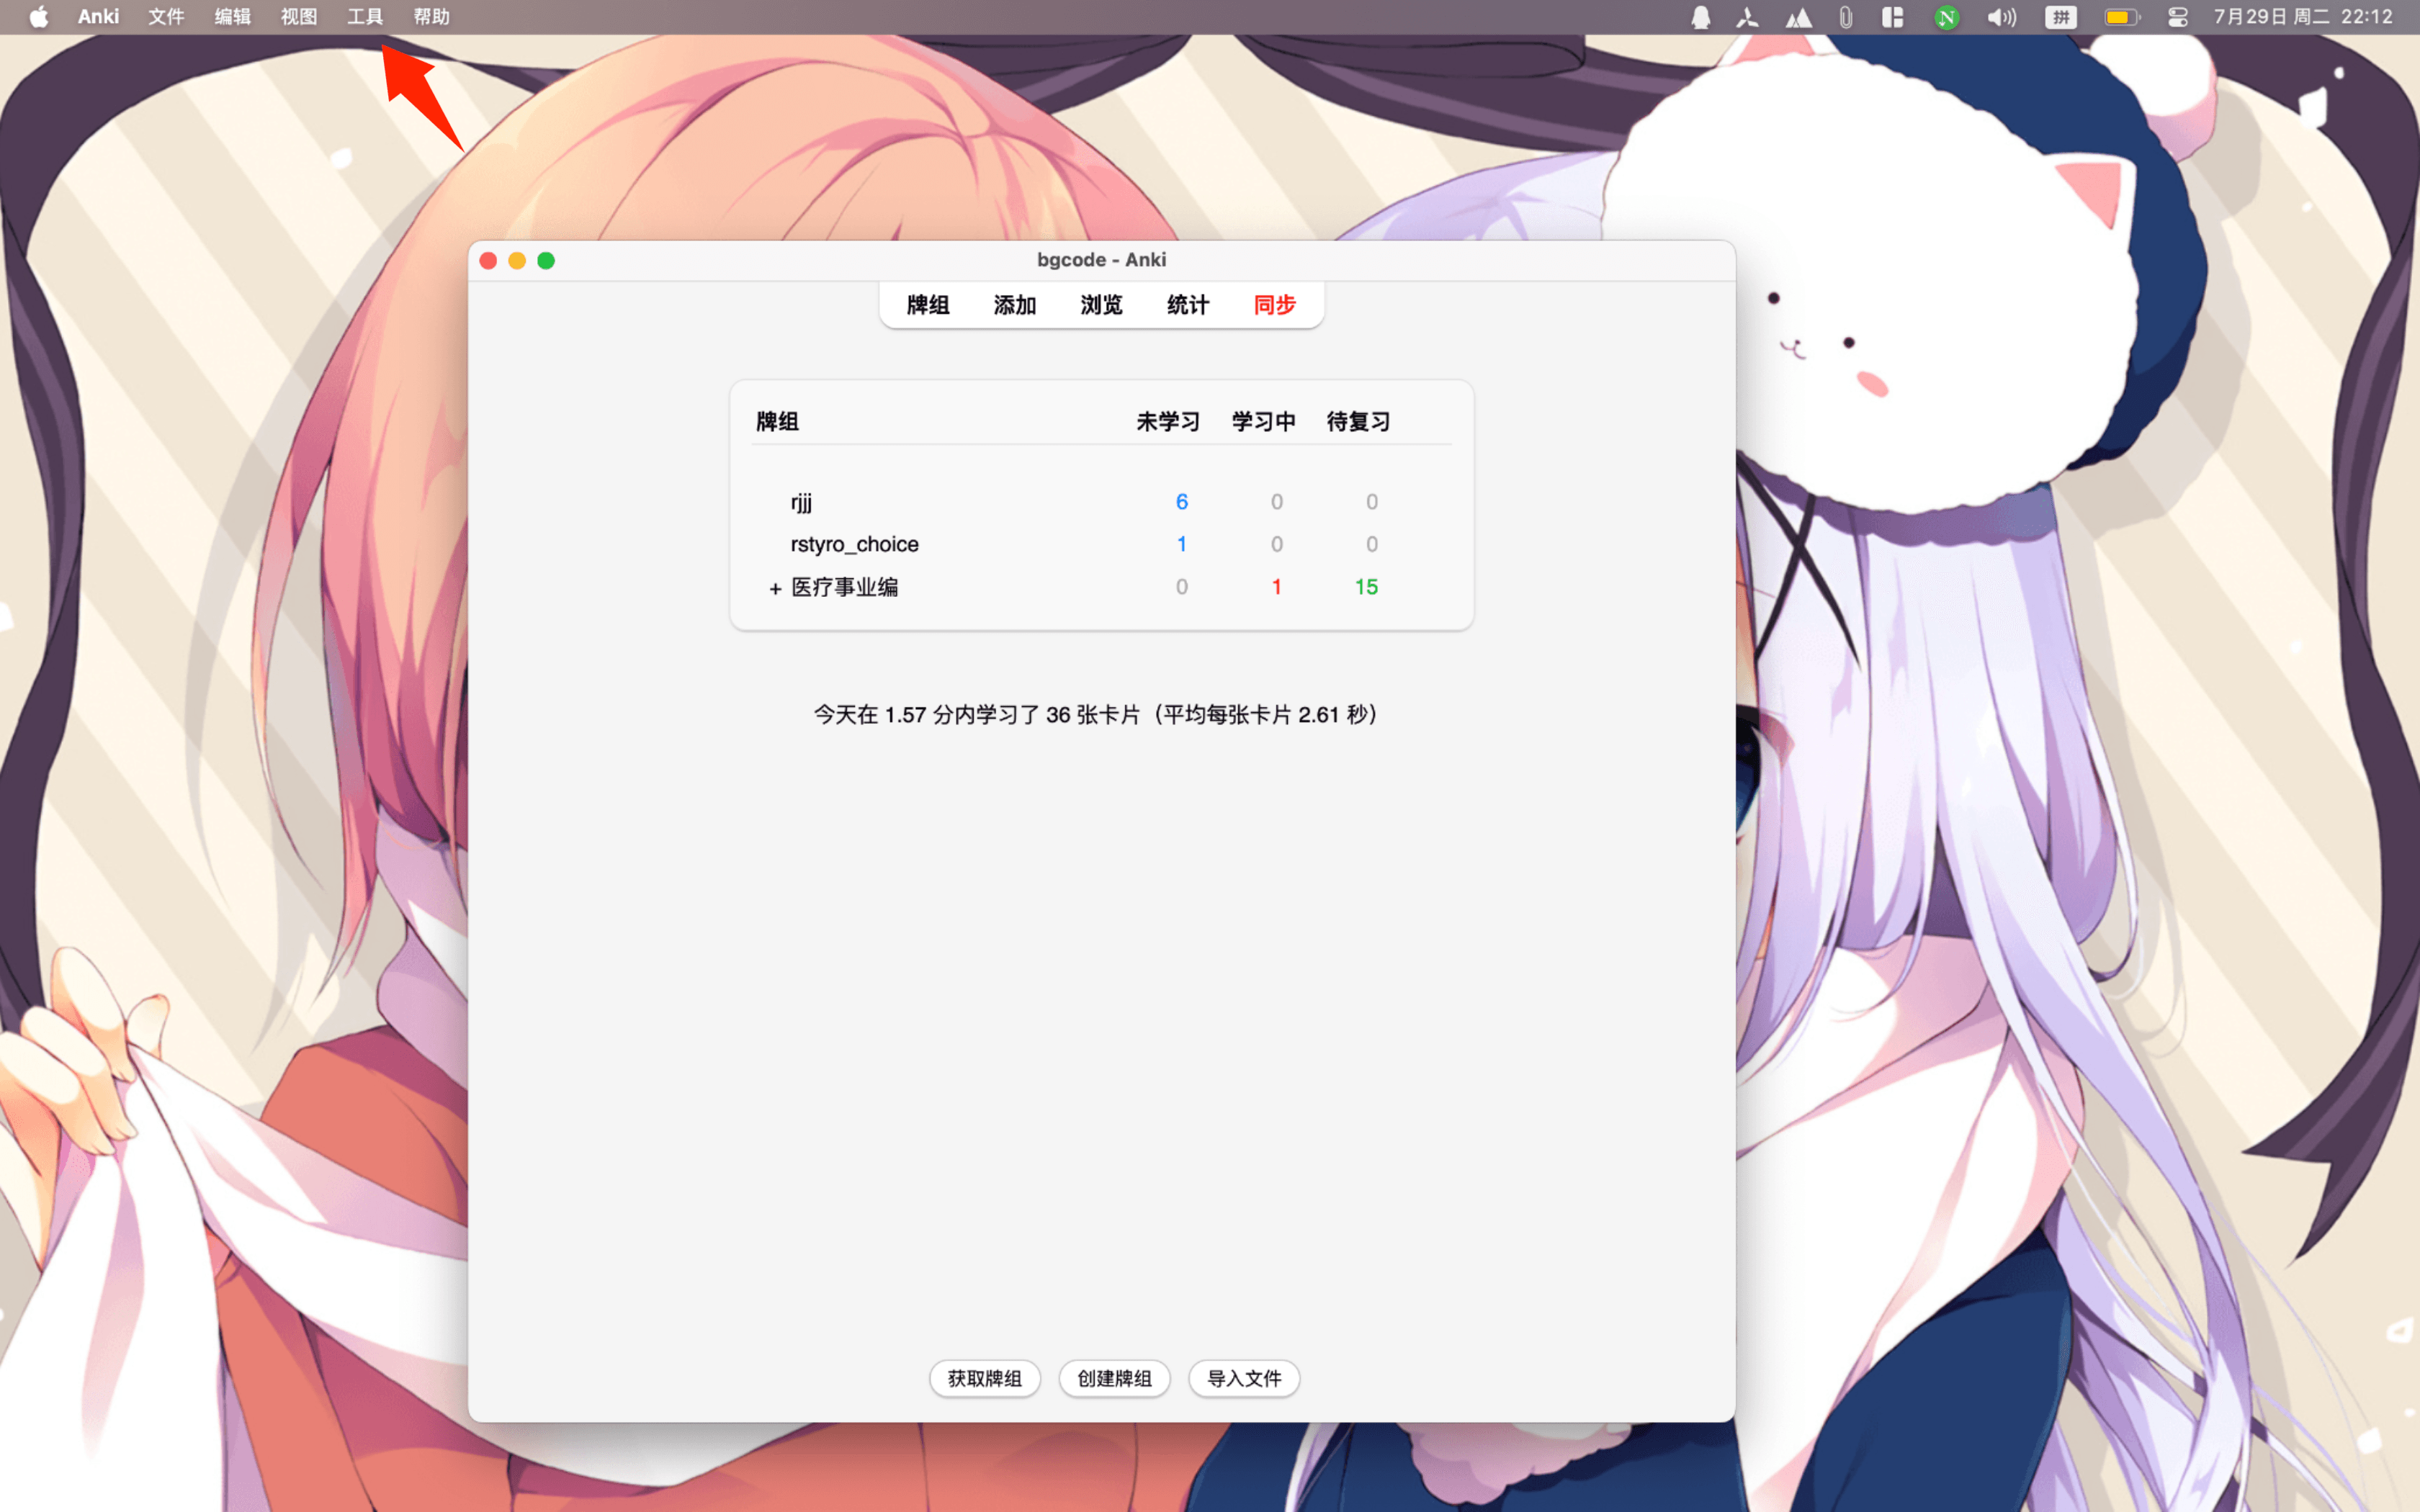 Anki 文件 编辑 视图 工具 帮助 N 拼 7月29日 周二 22:12
bgcode - Anki
牌组 添加 浏览 统计 同步
牌组 未学习 学习中 待复习
rjjj 6 0 0
rstyro_choice 1 0 0
+ 医疗事业编 0 1 15
今天在 1.57 分内学习了 36 张卡片（平均每张卡片 2.61 秒）
获取牌组 创建牌组 导入文件